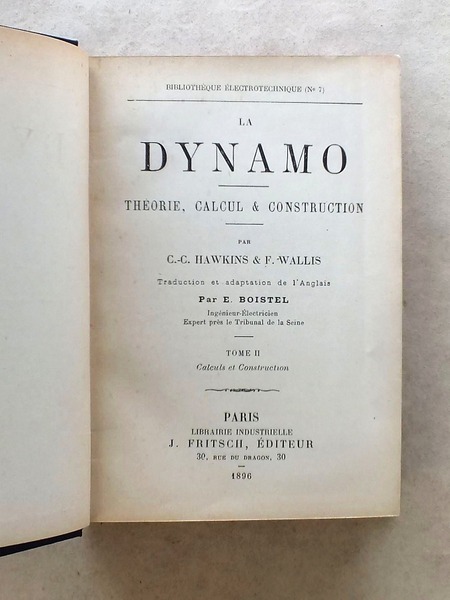 BIBLIOTHÈQUE ÉLECTROTECHNIQUE (No 7)
LA
DYNAMO
THEORIE, CALCUL & CONSTRUCTION
PAR
C.-C. HAWKINS & F. WALLIS
Traduction et adaptation de l'Anglais
Par E. BOISTEL
Ingénieur-Électricien
Expert près le Tribunal de la Seine
TOME II
Calculs et Construction
PARIS
LIBRAIRIE INDUSTRIELLE
J. FRITSCH, ÉDITEUR
30, RUE DU DRAGON, 30
1896